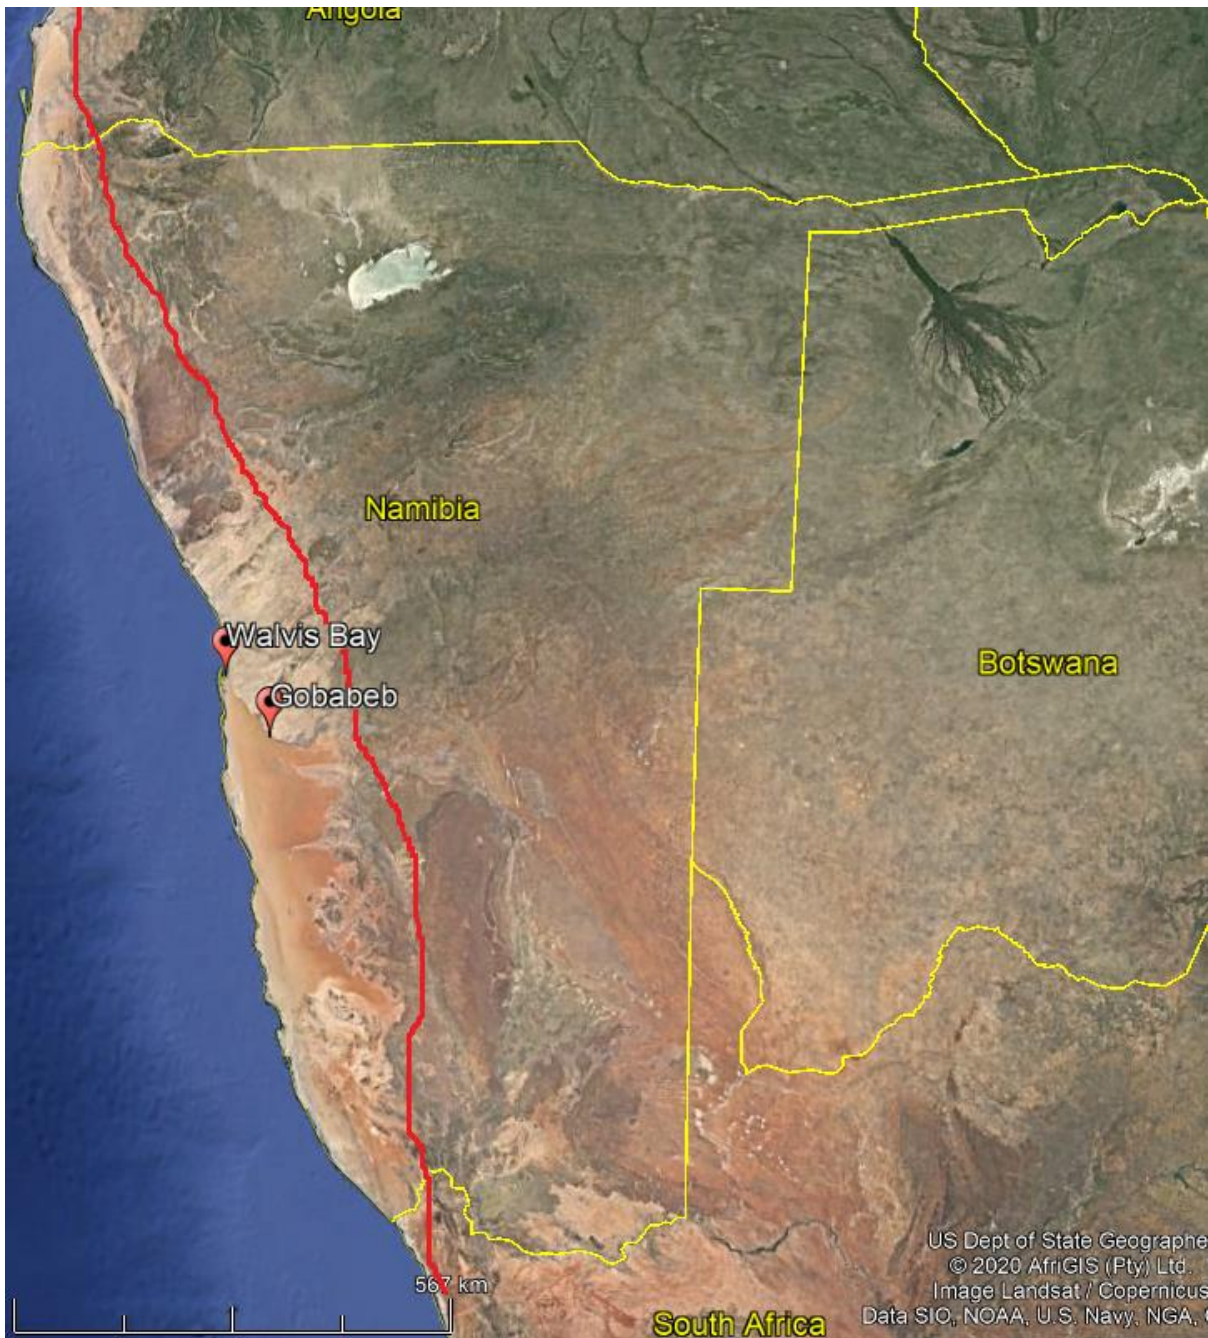 Angola
Namibia
Walvis Bay
Botswana
Gobabeb
US Dept of State Geographe
© 2020 AfriGIS (Pty) Ltd.
567 km
Image Landsat / Copernicus
Data SIO, NOAA, U.S. Navy, NGA,
South Africa